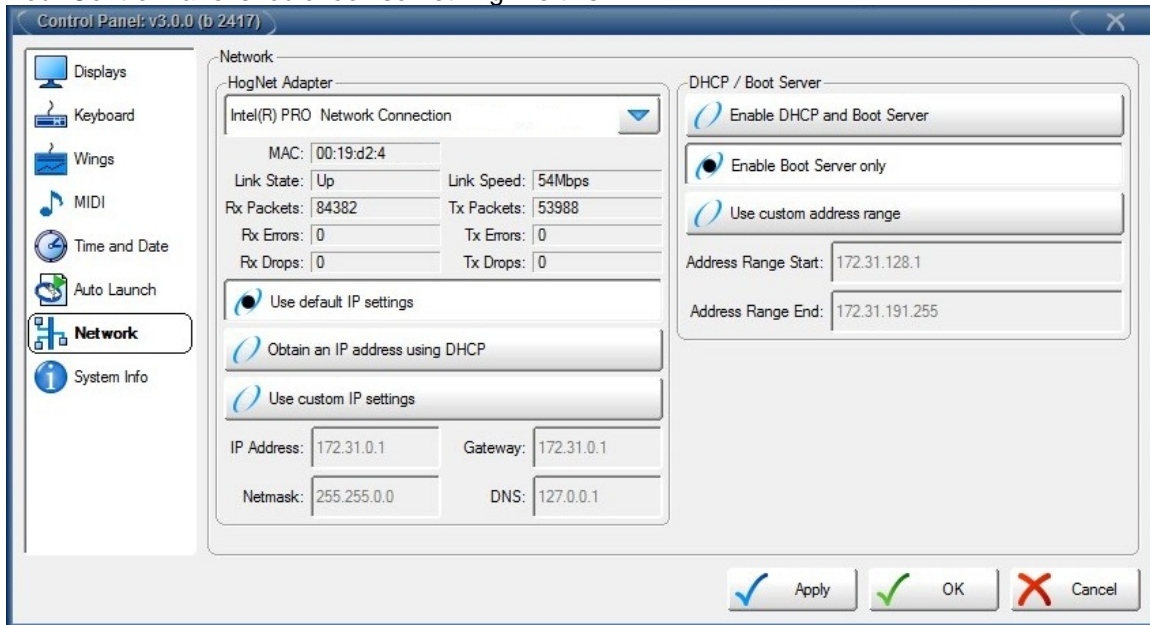 Control Panel: v3.0.0 (b 2417)
Displays
Keyboard
Wings
MIDI
Time and Date
Auto Launch
Network
System Info
Network
HogNet Adapter
Intel(R) PRO Network Connection
MAC: 00:19:d2:4
Link State: Up Link Speed: 54Mbps
Rx Packets: 84382 Tx Packets: 53988
Rx Errors: 0 Tx Errors: 0
Rx Drops: 0 Tx Drops: 0
Use default IP settings
Obtain an IP address using DHCP
Use custom IP settings
IP Address: 172.31.0.1 Gateway: 172.31.0.1
Netmask: 255.255.0.0 DNS: 127.0.0.1
DHCP / Boot Server
Enable DHCP and Boot Server
Enable Boot Server only
Use custom address range
Address Range Start: 172.31.128.1
Address Range End: 172.31.191.255
Apply OK Cancel